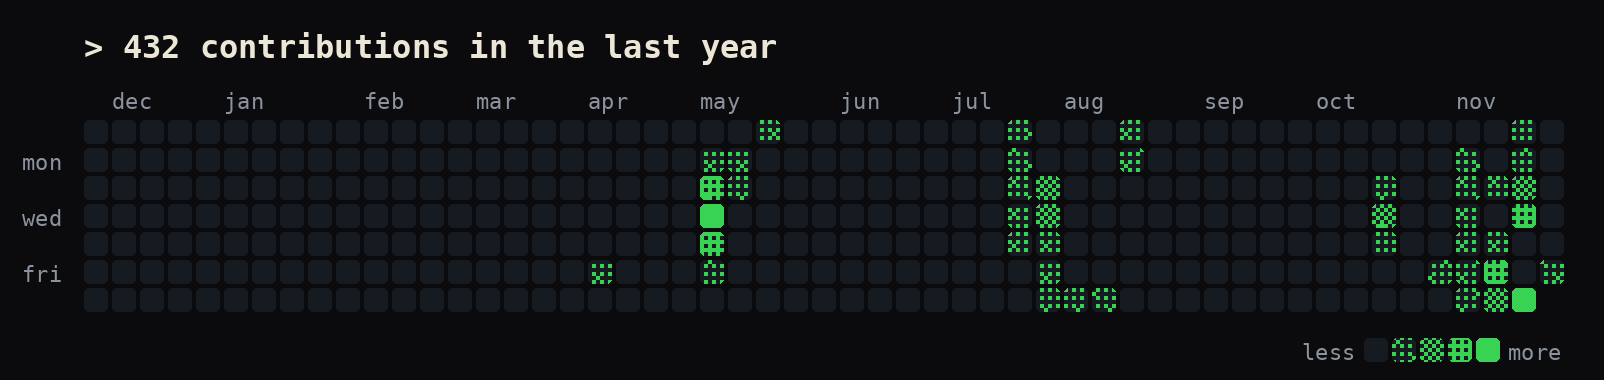 > 432 contributions in the last year
dec jan feb mar apr may jun jul aug sep oct nov
mon
wed
fri
less more